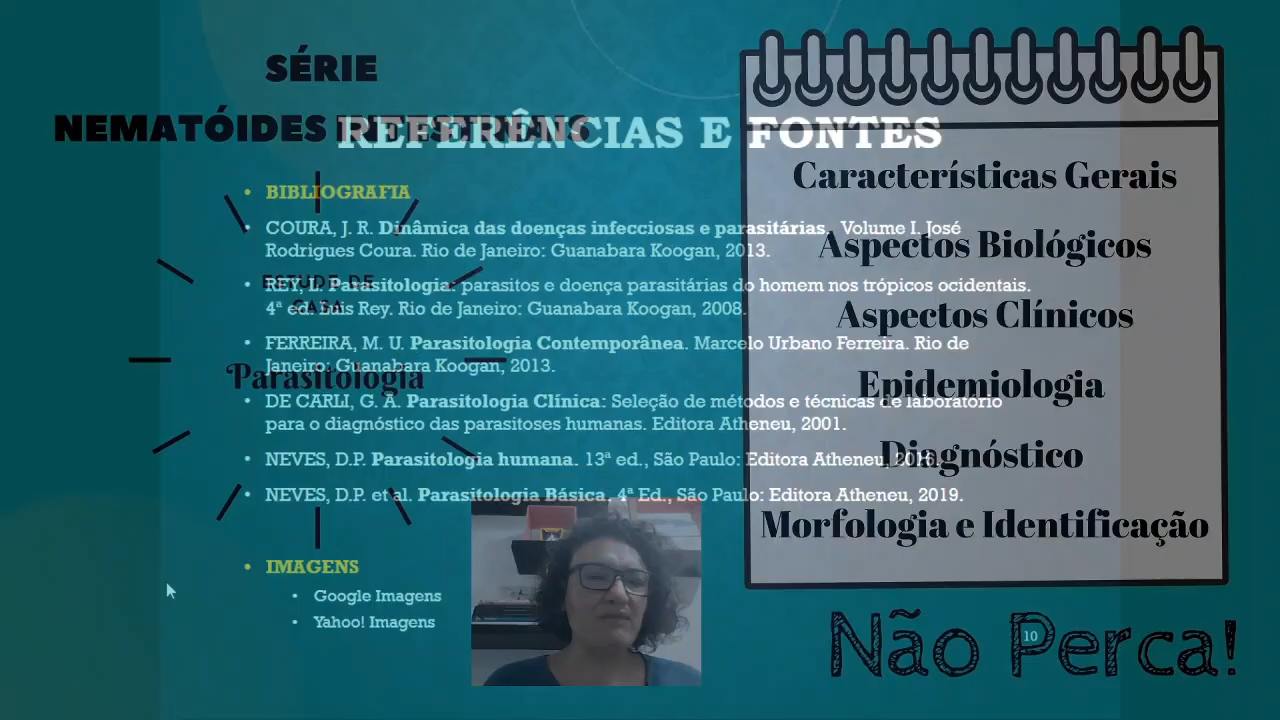 SÉRIE
NEMATÓIDES INTESTINAIS
REFERÊNCIAS E FONTES
• BIBLIOGRAFIA
• COURA, J. R. Dinâmica das doenças infecciosas e parasitárias. Volume I. José
Rodrigues Coura. Rio de Janeiro: Guanabara Koogan, 2013.
• REY, L. Parasitologia: parasitos e doença parasitárias do homem nos trópicos ocidentais.
4ª ed. Luis Rey. Rio de Janeiro: Guanabara Koogan, 2008.
• FERREIRA, M. U. Parasitologia Contemporânea. Marcelo Urbano Ferreira. Rio de
Janeiro: Guanabara Koogan, 2013.
• DE CARLI, G. A. Parasitologia Clínica: Seleção de métodos e técnicas de laboratório
para o diagnóstico das parasitoses humanas. Editora Atheneu, 2001.
• NEVES, D.P. Parasitologia humana. 13ª ed., São Paulo: Editora Atheneu, 2016.
• NEVES, D.P. et al. Parasitologia Básica. 4ª Ed., São Paulo: Editora Atheneu, 2019.
• IMAGENS
• Google Imagens
• Yahoo! Imagens
ESTUDE DE
CASA
Parasitologia
Características Gerais
Aspectos Biológicos
Aspectos Clínicos
Epidemiologia
Diagnóstico
Morfologia e Identificação
Não Perca!
10